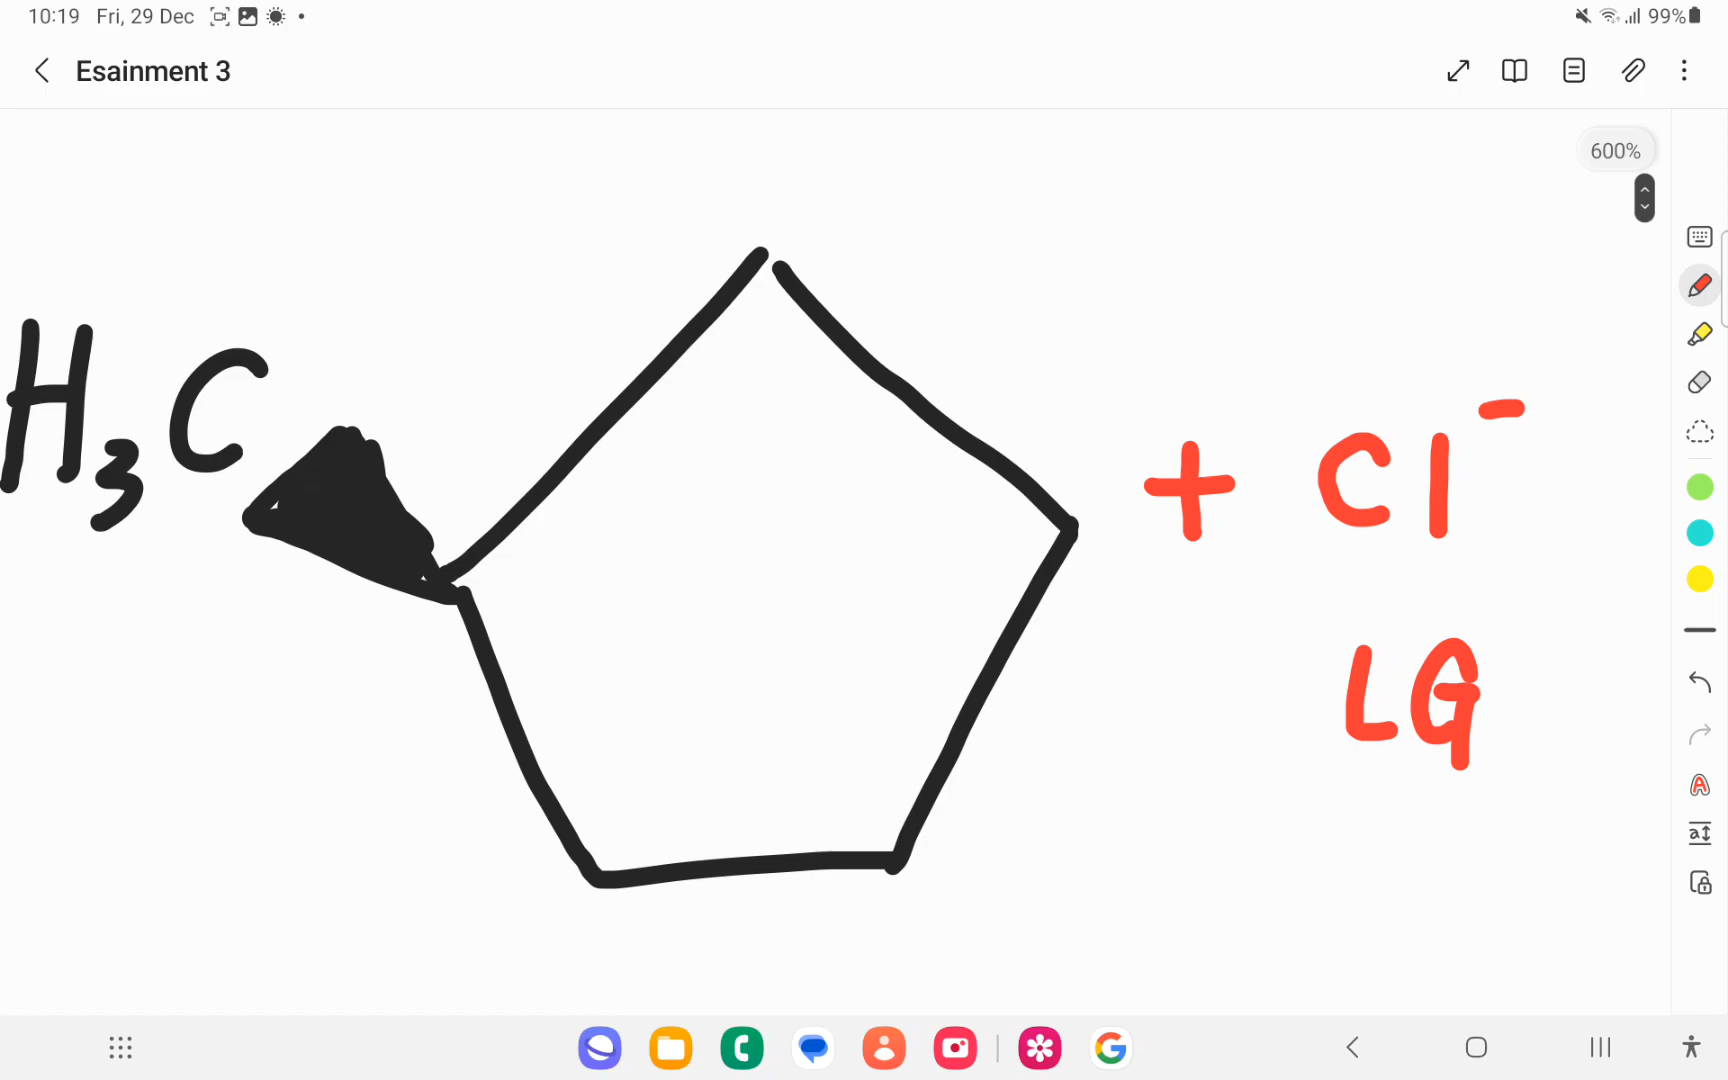 10:19 Fri, 29 Dec 99%
Esainment 3
600%
H₃C
+ Cl⁻
LG